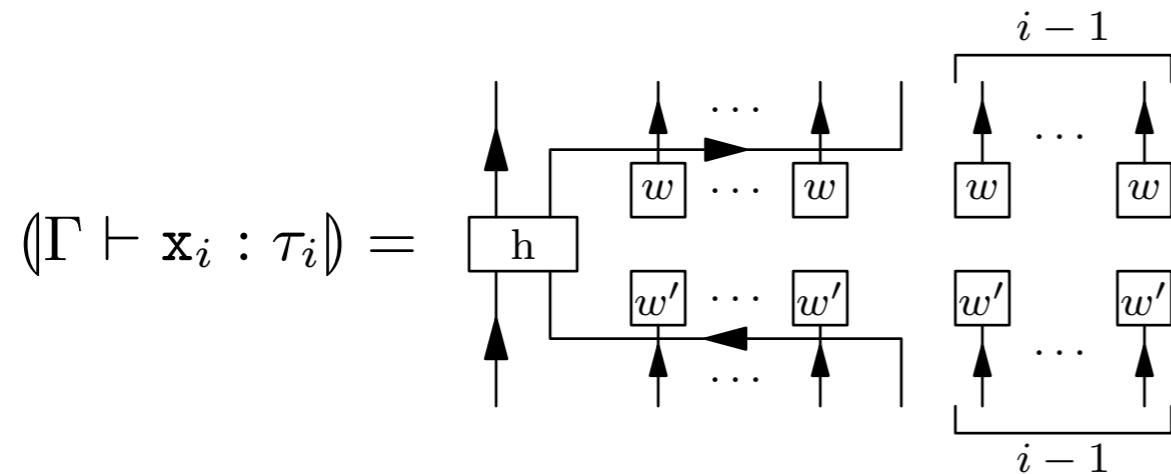 i − 1
··· ···
w ··· w w w
(|Γ ⊢ x_i : τ_i|) = h
w′ ··· w′ w′ w′
··· ···
i − 1